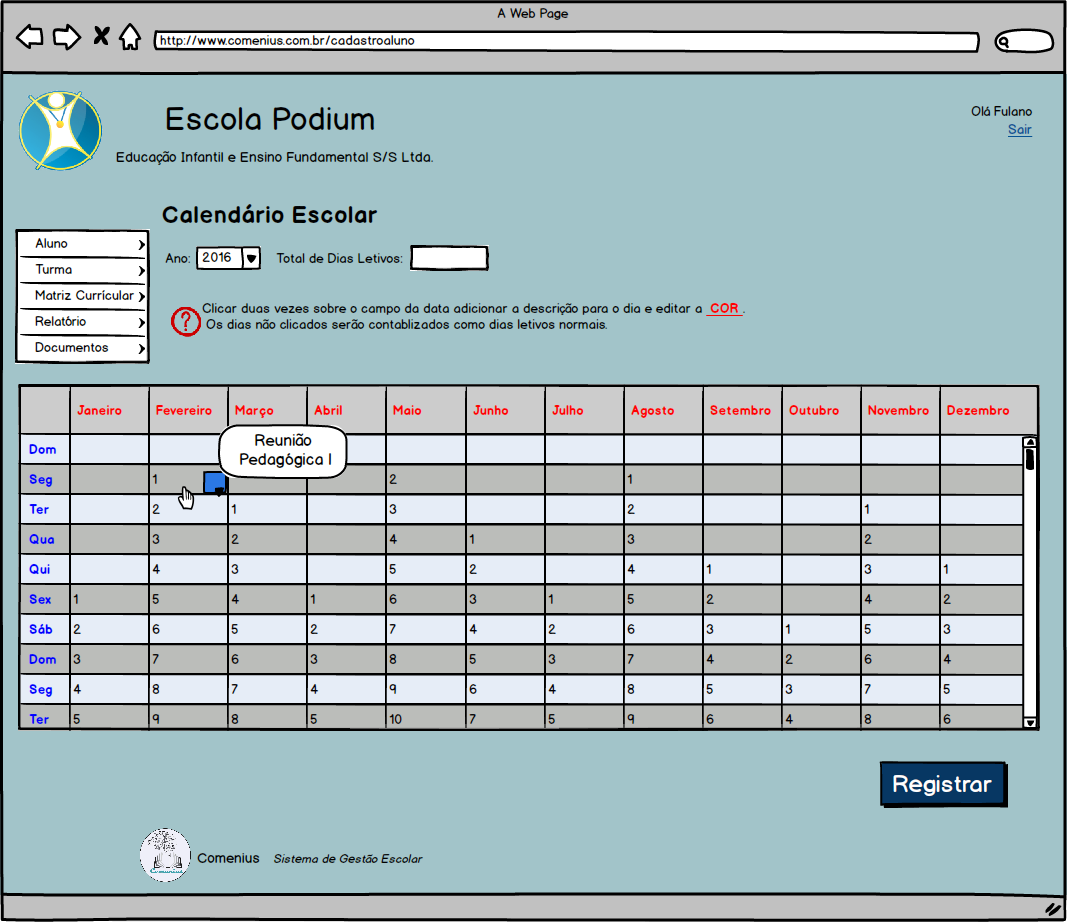 A Web Page
http://www.comenius.com.br/cadastroaluno
Escola Podium
Educação Infantil e Ensino Fundamental S/S Ltda.
Olá Fulano
Sair
Calendário Escolar
Aluno
Turma
Matriz Currícular
Relatório
Documentos
Ano: 2016 Total de Dias Letivos:
?
Clicar duas vezes sobre o campo da data adicionar a descrição para o dia e editar a COR .
Os dias não clicados serão contablizados como dias letivos normais.
Janeiro Fevereiro Março Abril Maio Junho Julho Agosto Setembro Outubro Novembro Dezembro
Reunião
Pedagógica I
Dom
Seg 1 2 1
Ter 2 1 3 2 1
Qua 3 2 4 1 3 2
Qui 4 3 5 2 4 1 3 1
Sex 1 5 4 1 6 3 1 5 2 4 2
Sáb 2 6 5 2 7 4 2 6 3 1 5 3
Dom 3 7 6 3 8 5 3 7 4 2 6 4
Seg 4 8 7 4 9 6 4 8 5 3 7 5
Ter 5 9 8 5 10 7 5 9 6 4 8 6
Registrar
Comenius
Comenius Sistema de Gestão Escolar